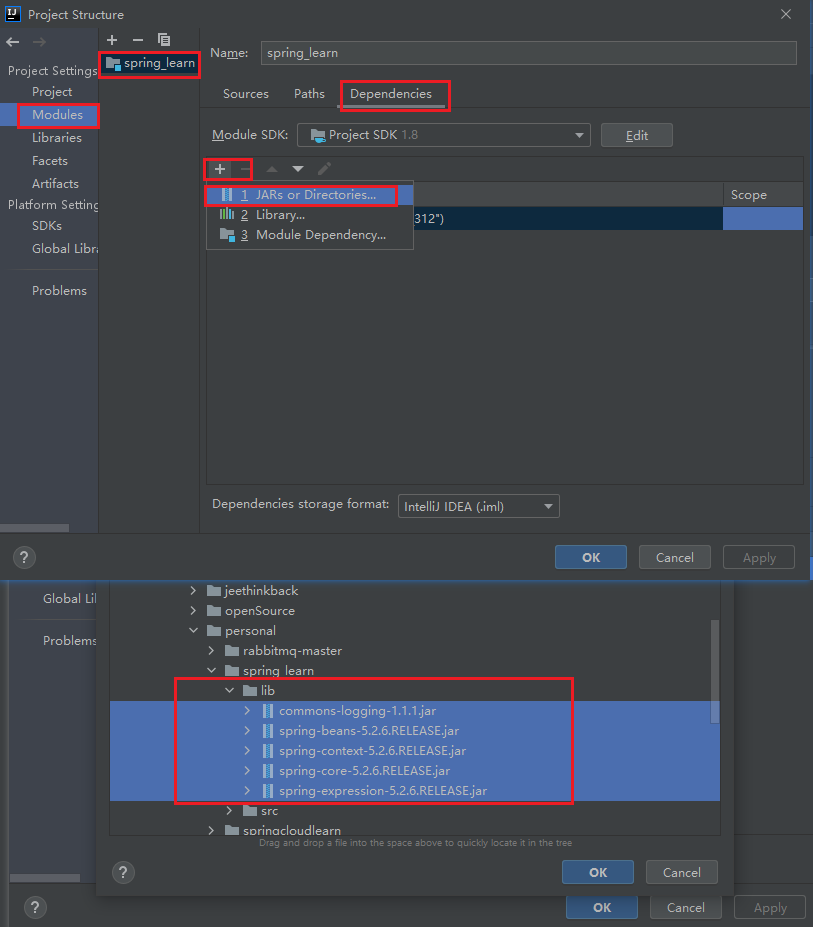 Project Structure
Project Settings
Project
Modules
Libraries
Facets
Artifacts
Platform Setting
SDKs
Global Libra
Problems
spring_learn
Name:
spring_learn
Sources
Paths
Dependencies
Module SDK:
Project SDK 1.8
Edit
1 JARs or Directories...
2 Library...
3 Module Dependency...
Scope
312")
Dependencies storage format:
IntelliJ IDEA (.iml)
?
OK
Cancel
Apply
Global Lil
Problems
jeethinkback
openSource
personal
rabbitmq-master
spring_learn
lib
commons-logging-1.1.1.jar
spring-beans-5.2.6.RELEASE.jar
spring-context-5.2.6.RELEASE.jar
spring-core-5.2.6.RELEASE.jar
spring-expression-5.2.6.RELEASE.jar
src
springcloudlearn
Drag and drop a file into the space above to quickly locate it in the tree
?
OK
Cancel
?
OK
Cancel
Apply